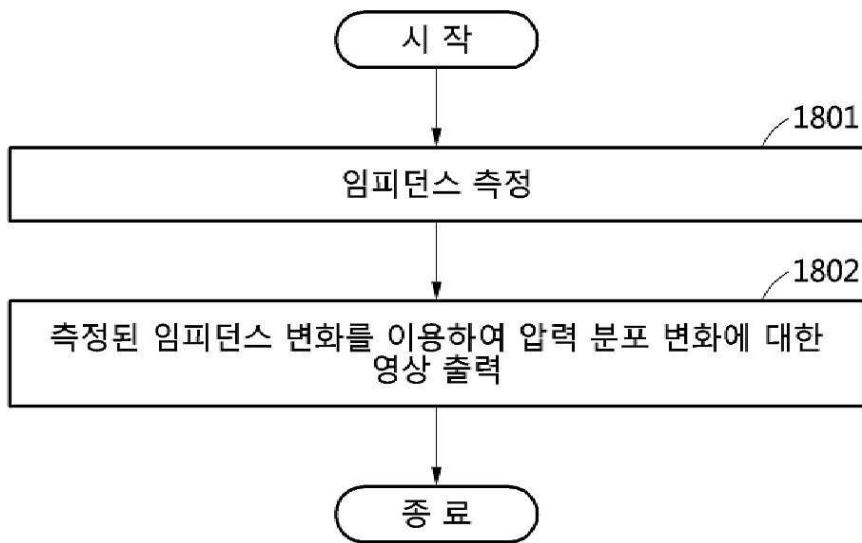 시 작
1801
임피던스 측정
1802
측정된 임피던스 변화를 이용하여 압력 분포 변화에 대한
영상 출력
종 료